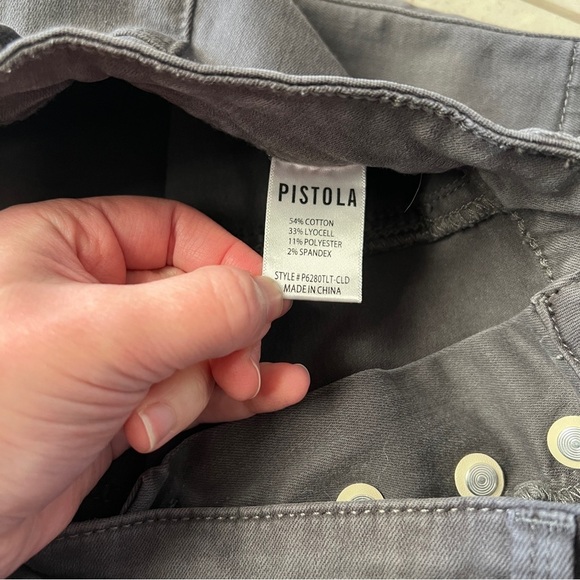 PISTOLA
54% COTTON
33% LYOCELL
11% POLYESTER
2% SPANDEX
STYLE # P6280TLT-CLD
MADE IN CHINA